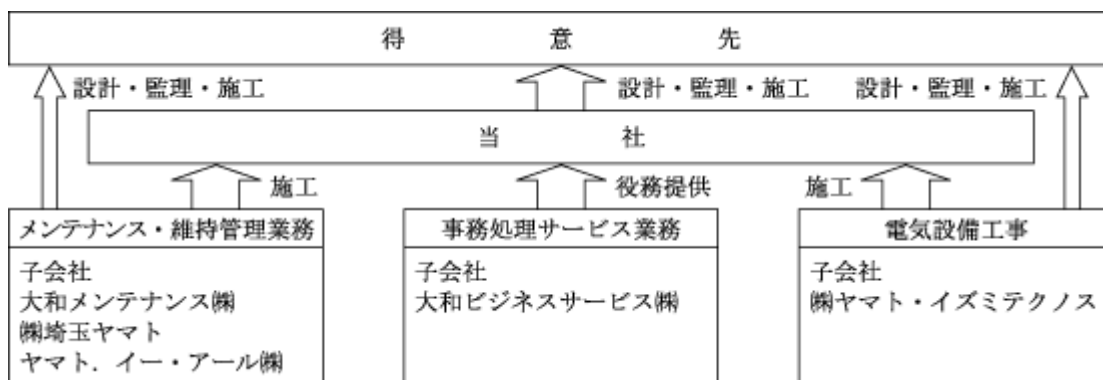 得意先
設計・監理・施工
設計・監理・施工
設計・監理・施工
当社
施工
役務提供
施工
メンテナンス・維持管理業務
子会社
大和メンテナンス㈱
㈱埼玉ヤマト
ヤマト．イー・アール㈱
事務処理サービス業務
子会社
大和ビジネスサービス㈱
電気設備工事
子会社
㈱ヤマト・イズミテクノス